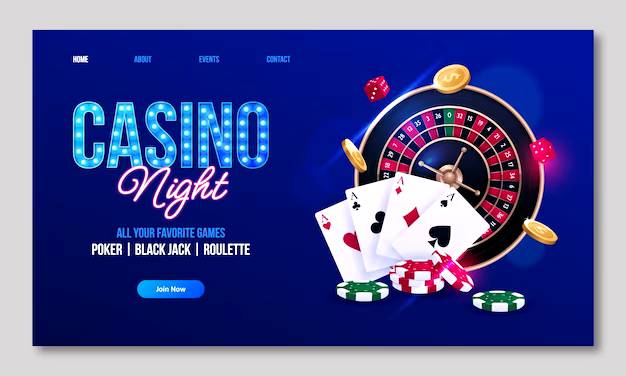 HOME ABOUT EVENTS CONTACT
CASINO
Night
ALL YOUR FAVORITE GAMES
POKER | BLACK JACK | ROULETTE
Join Now
A A A A